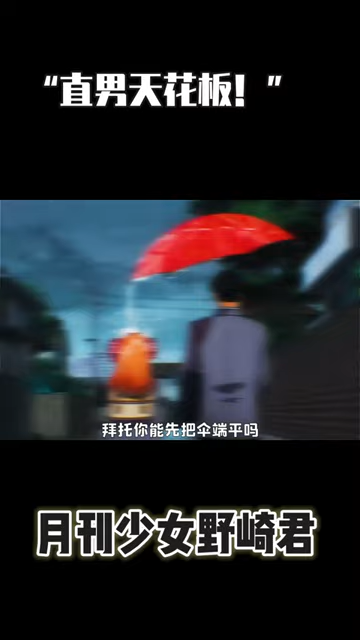 “直男天花板！”
拜托你能先把伞端平吗
月刊少女野崎君